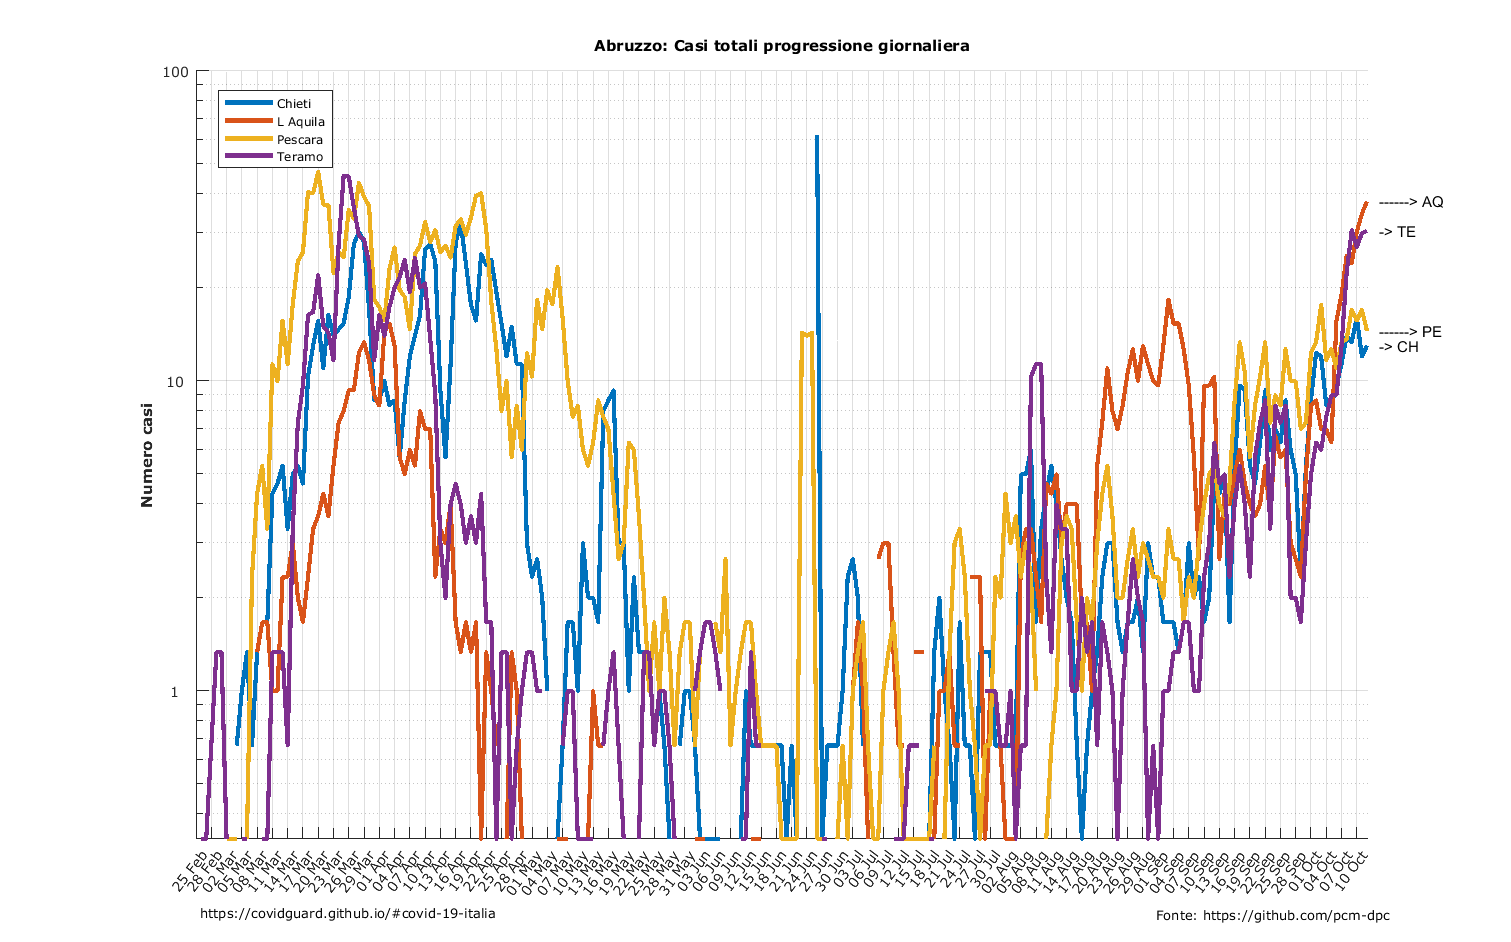 Abruzzo: Casi totali progressione giornaliera
100
10
1
Numero casi
Chieti
L Aquila
Pescara
Teramo
------> AQ
-> TE
------> PE
-> CH
25 Feb
28 Feb
02 Mar
05 Mar
08 Mar
11 Mar
14 Mar
17 Mar
20 Mar
23 Mar
26 Mar
29 Mar
01 Apr
04 Apr
07 Apr
10 Apr
13 Apr
16 Apr
19 Apr
22 Apr
25 Apr
28 Apr
01 May
04 May
07 May
10 May
13 May
16 May
19 May
22 May
25 May
28 May
31 May
03 Jun
06 Jun
09 Jun
12 Jun
15 Jun
18 Jun
21 Jun
24 Jun
27 Jun
30 Jun
03 Jul
06 Jul
09 Jul
12 Jul
15 Jul
18 Jul
21 Jul
24 Jul
27 Jul
30 Jul
02 Aug
05 Aug
08 Aug
11 Aug
14 Aug
17 Aug
20 Aug
23 Aug
26 Aug
29 Aug
01 Sep
04 Sep
07 Sep
10 Sep
13 Sep
16 Sep
19 Sep
22 Sep
25 Sep
28 Sep
01 Oct
04 Oct
07 Oct
10 Oct
https://covidguard.github.io/#covid-19-italia
Fonte: https://github.com/pcm-dpc